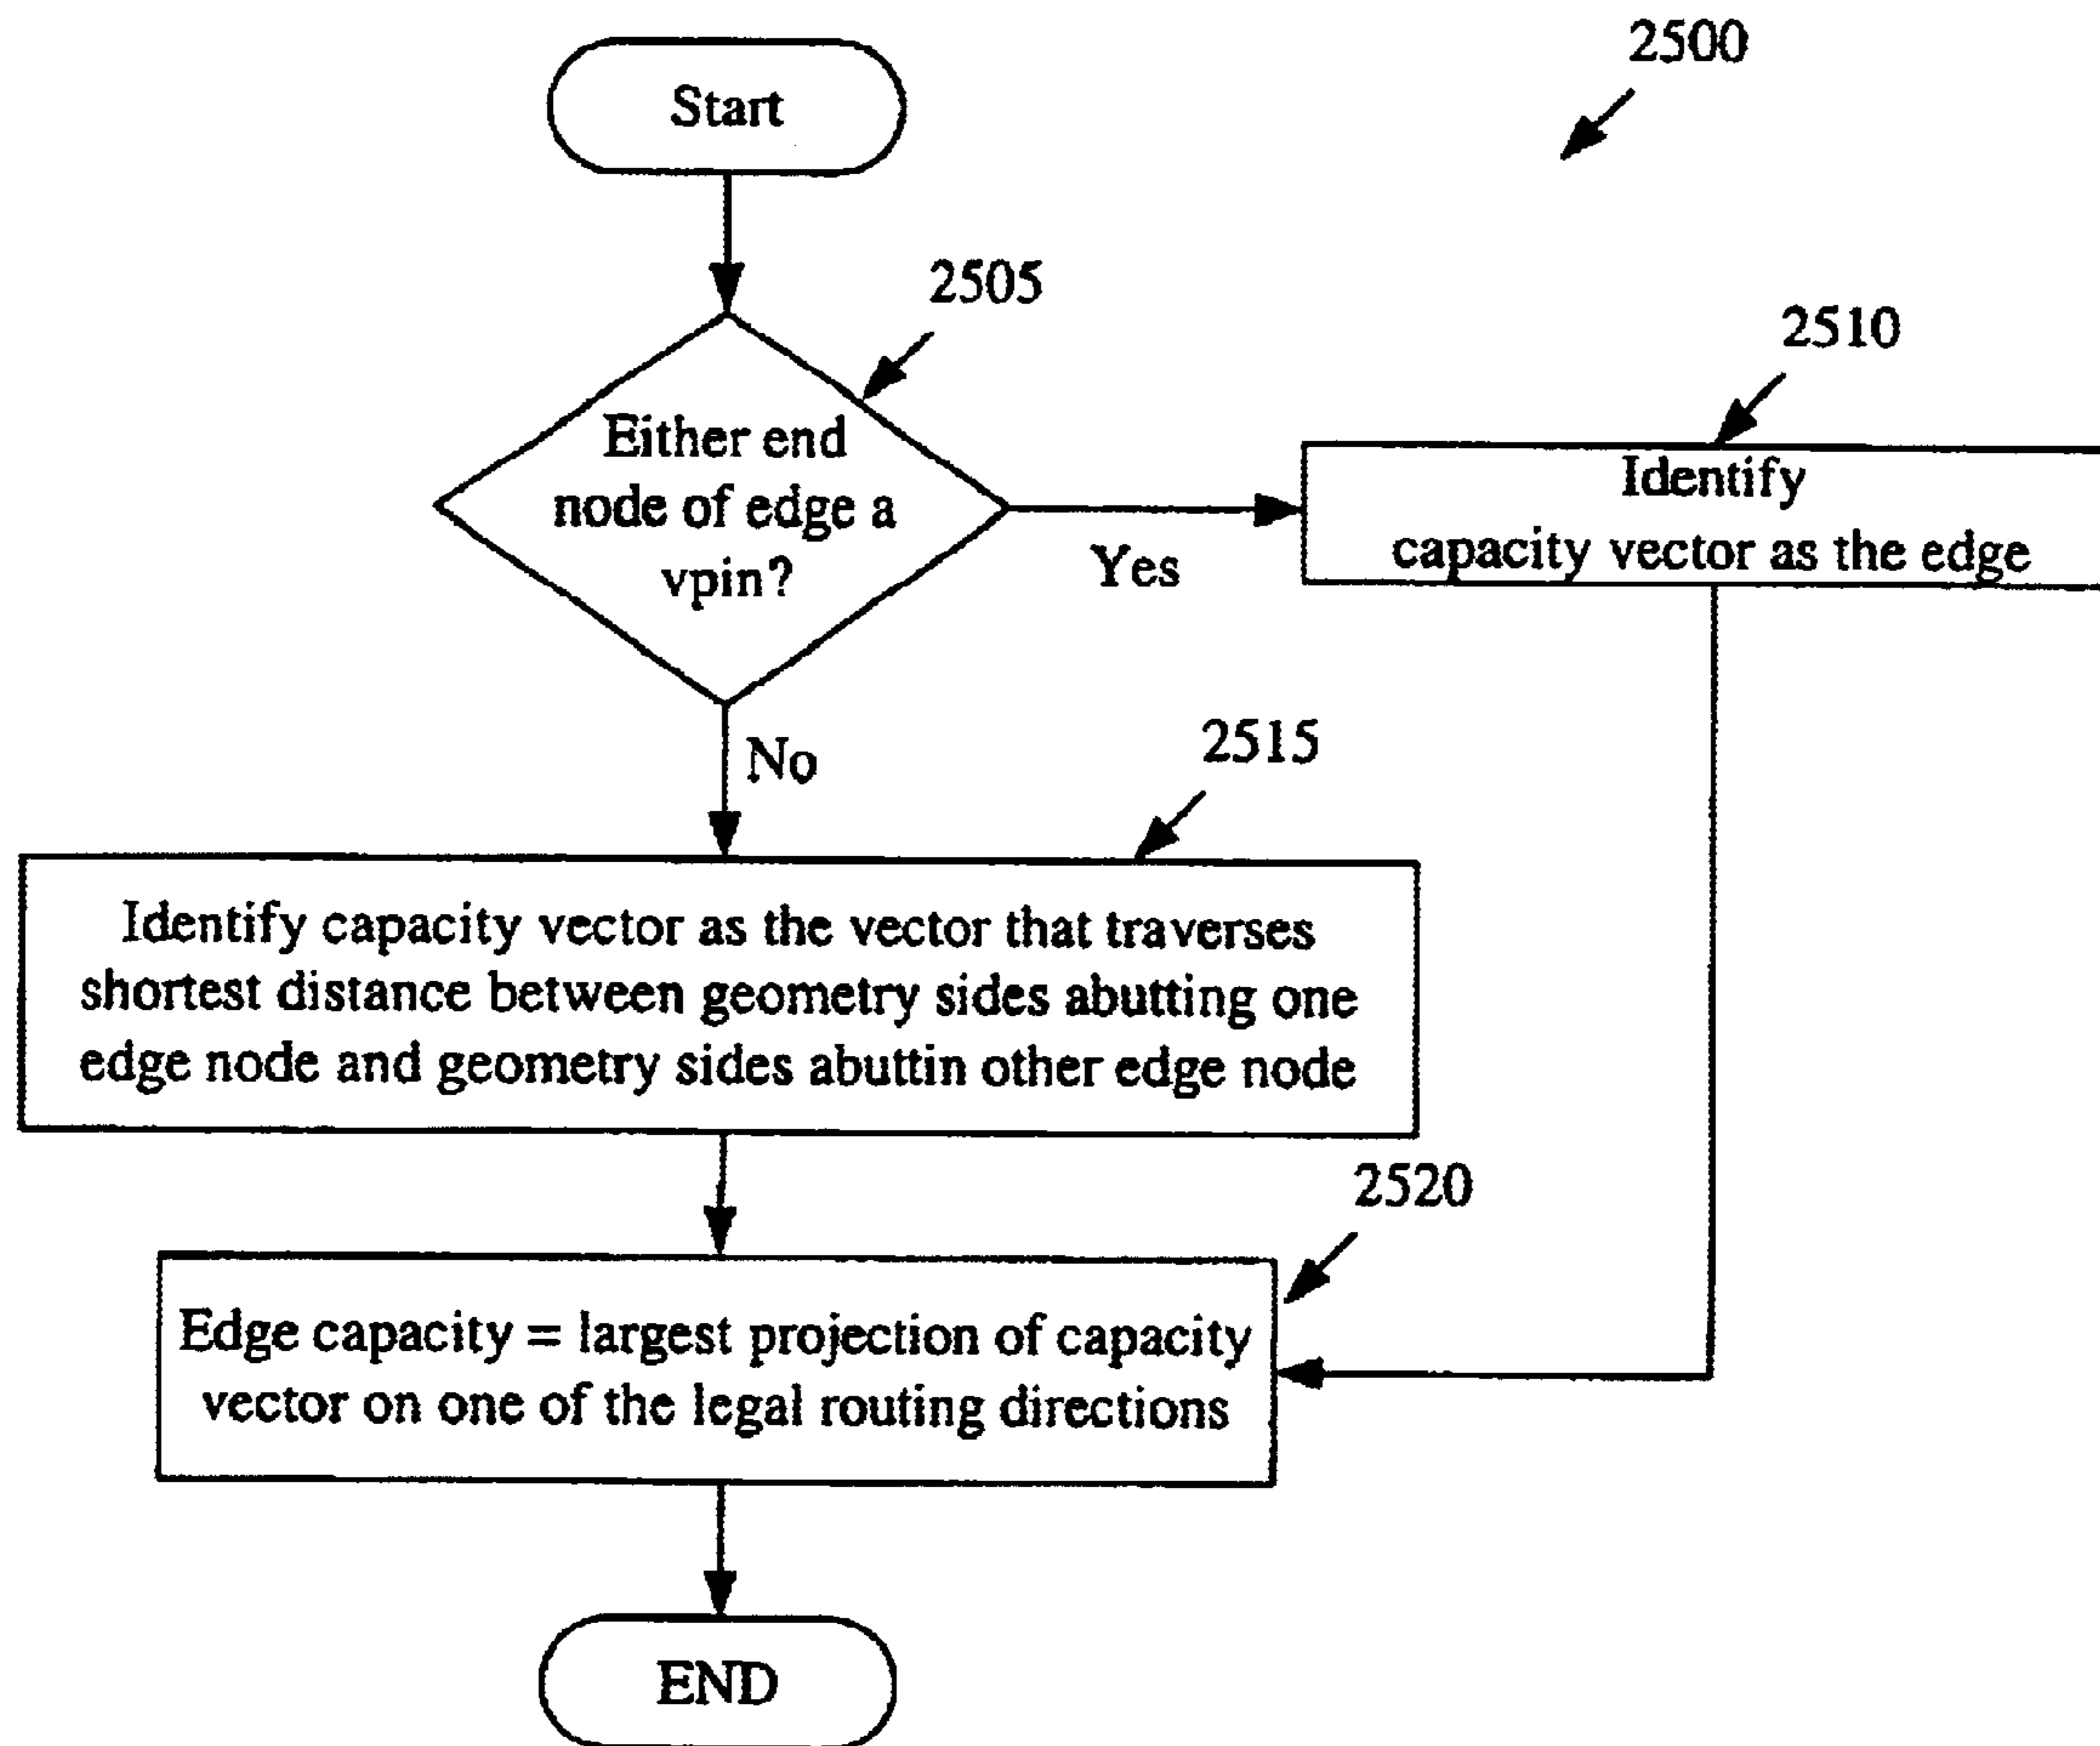 2500
Start
2505
Either end
node of edge a
vpin?
Yes
2510
Identify
capacity vector as the edge
No
2515
Identify capacity vector as the vector that traverses
shortest distance between geometry sides abutting one
edge node and geometry sides abuttin other edge node
2520
Edge capacity = largest projection of capacity
vector on one of the legal routing directions
END